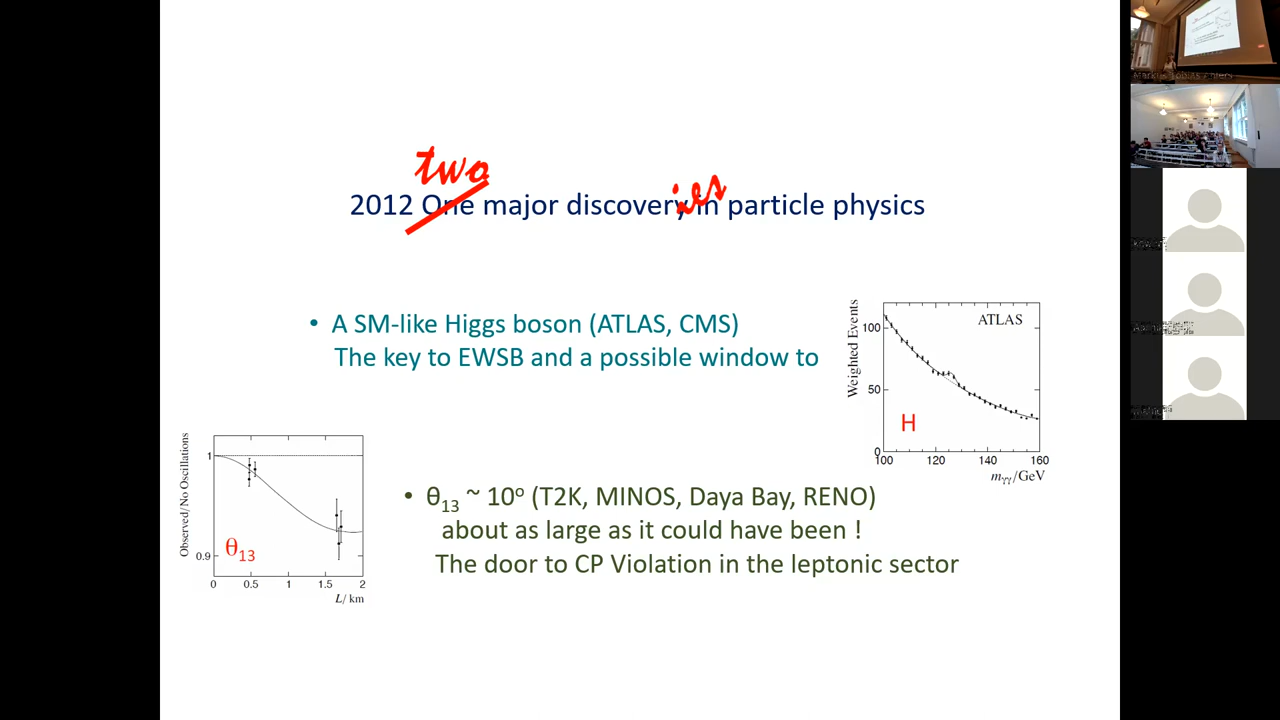 two
2012 One major discovery in particle physics
ies
• A SM-like Higgs boson (ATLAS, CMS)
The key to EWSB and a possible window to
ATLAS
Weighted Events
100
50
0
H
100 120 140 160
mγγ/GeV
Observed/No Oscillations
1
0.9
θ13
0 0.5 1 1.5 2
L/ km
• θ13 ~ 10º (T2K, MINOS, Daya Bay, RENO)
about as large as it could have been !
The door to CP Violation in the leptonic sector